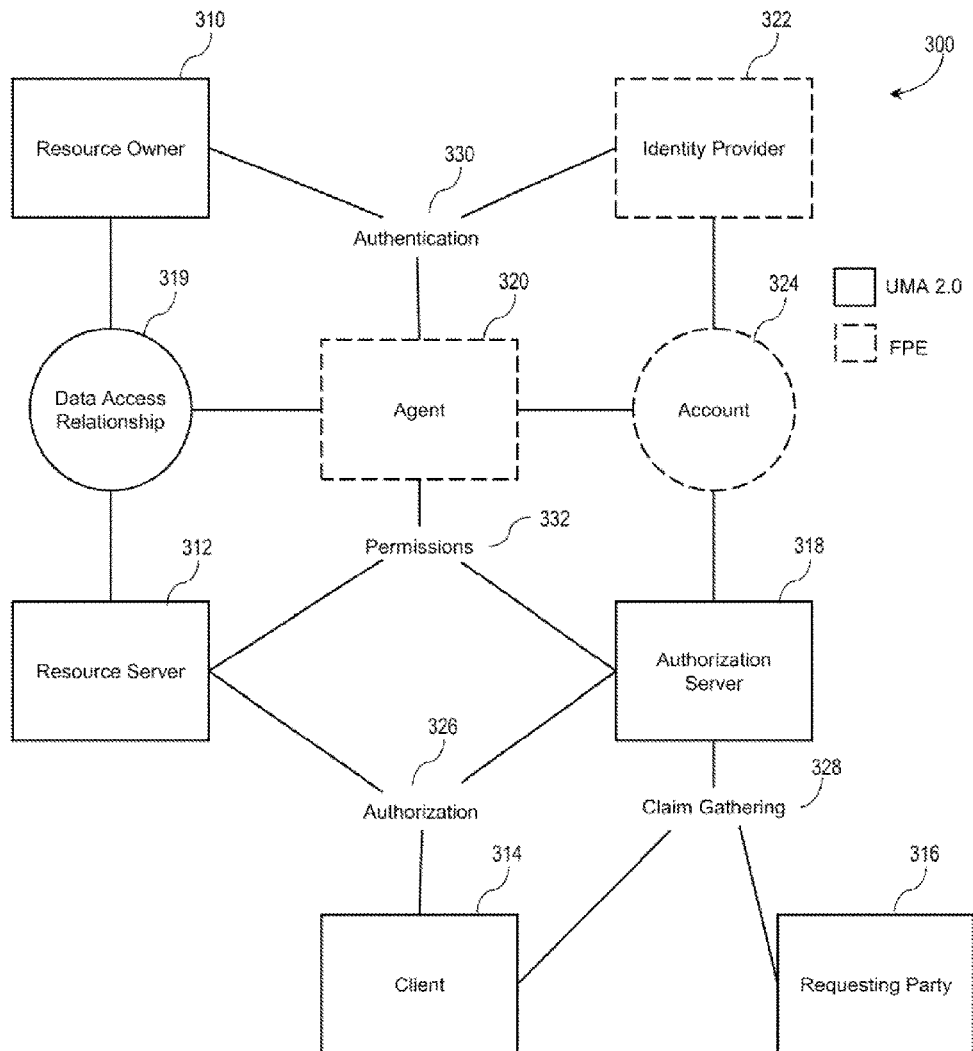 310
322
300
Resource Owner
Identity Provider
330
Authentication
319
320
324
UMA 2.0
FPE
Data Access
Relationship
Agent
Account
332
Permissions
312
318
Resource Server
Authorization
Server
326
328
Authorization
Claim Gathering
314
316
Client
Requesting Party